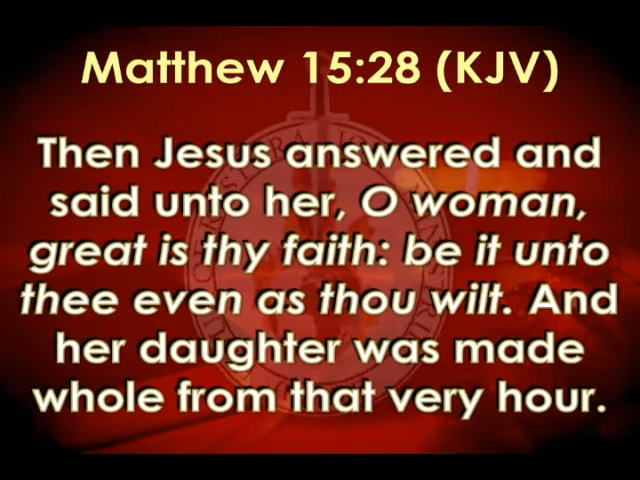 Matthew 15:28 (KJV)
Then Jesus answered and
said unto her, O woman,
great is thy faith: be it unto
thee even as thou wilt. And
her daughter was made
whole from that very hour.